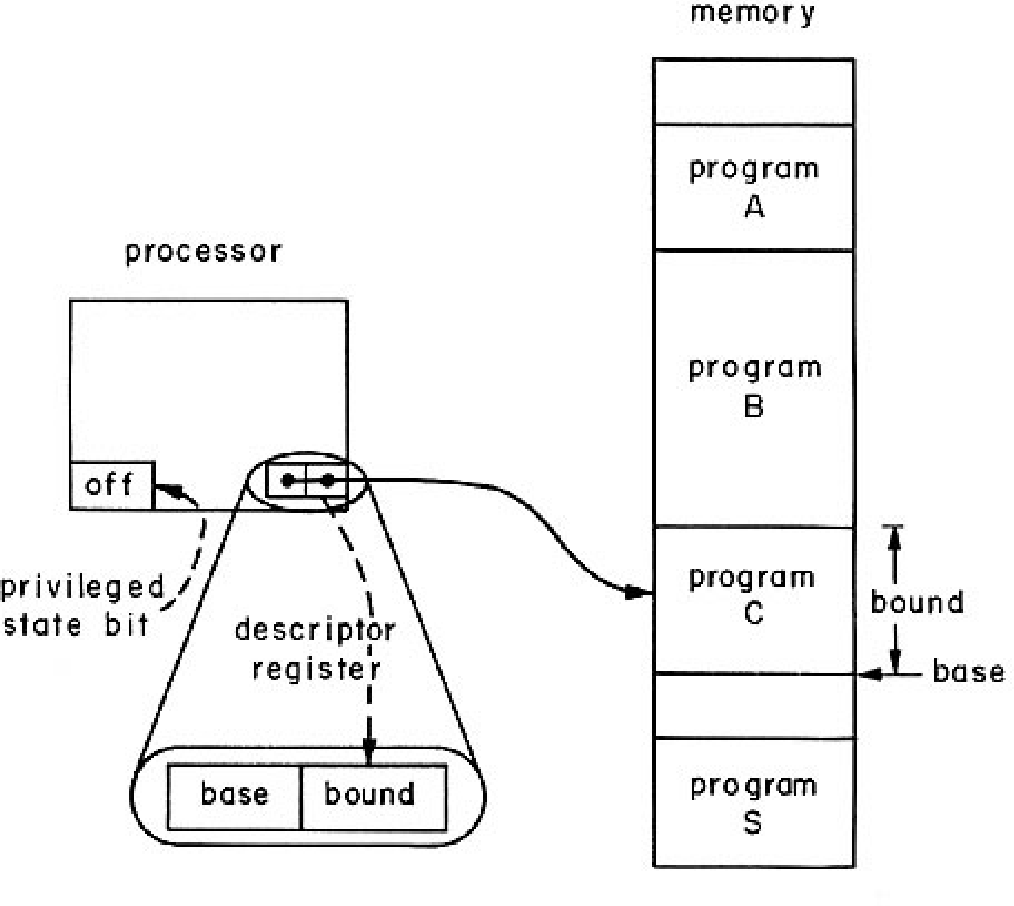 memory
program
A
processor
program
B
off
privileged
state bit
descriptor
register
base
bound
program
C
bound
base
program
S